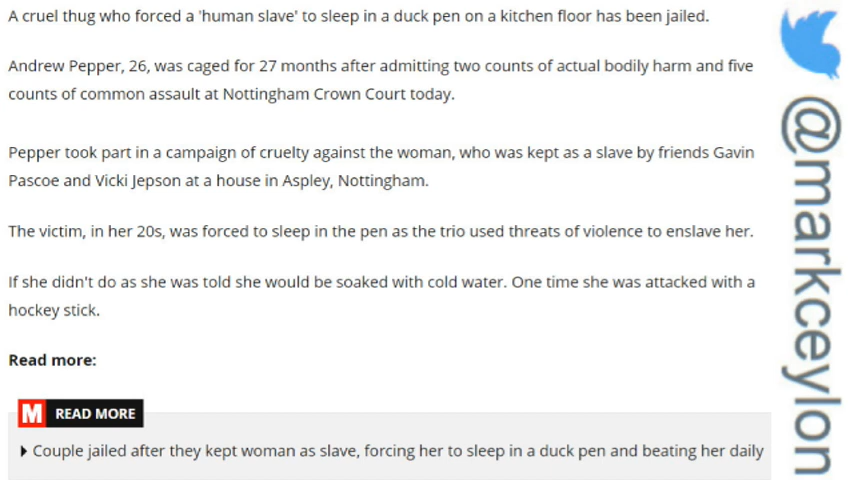 A cruel thug who forced a 'human slave' to sleep in a duck pen on a kitchen floor has been jailed.
Andrew Pepper, 26, was caged for 27 months after admitting two counts of actual bodily harm and five
counts of common assault at Nottingham Crown Court today.
Pepper took part in a campaign of cruelty against the woman, who was kept as a slave by friends Gavin
Pascoe and Vicki Jepson at a house in Aspley, Nottingham.
The victim, in her 20s, was forced to sleep in the pen as the trio used threats of violence to enslave her.
If she didn't do as she was told she would be soaked with cold water. One time she was attacked with a
hockey stick.
Read more:
M READ MORE
Couple jailed after they kept woman as slave, forcing her to sleep in a duck pen and beating her daily
@markceylon